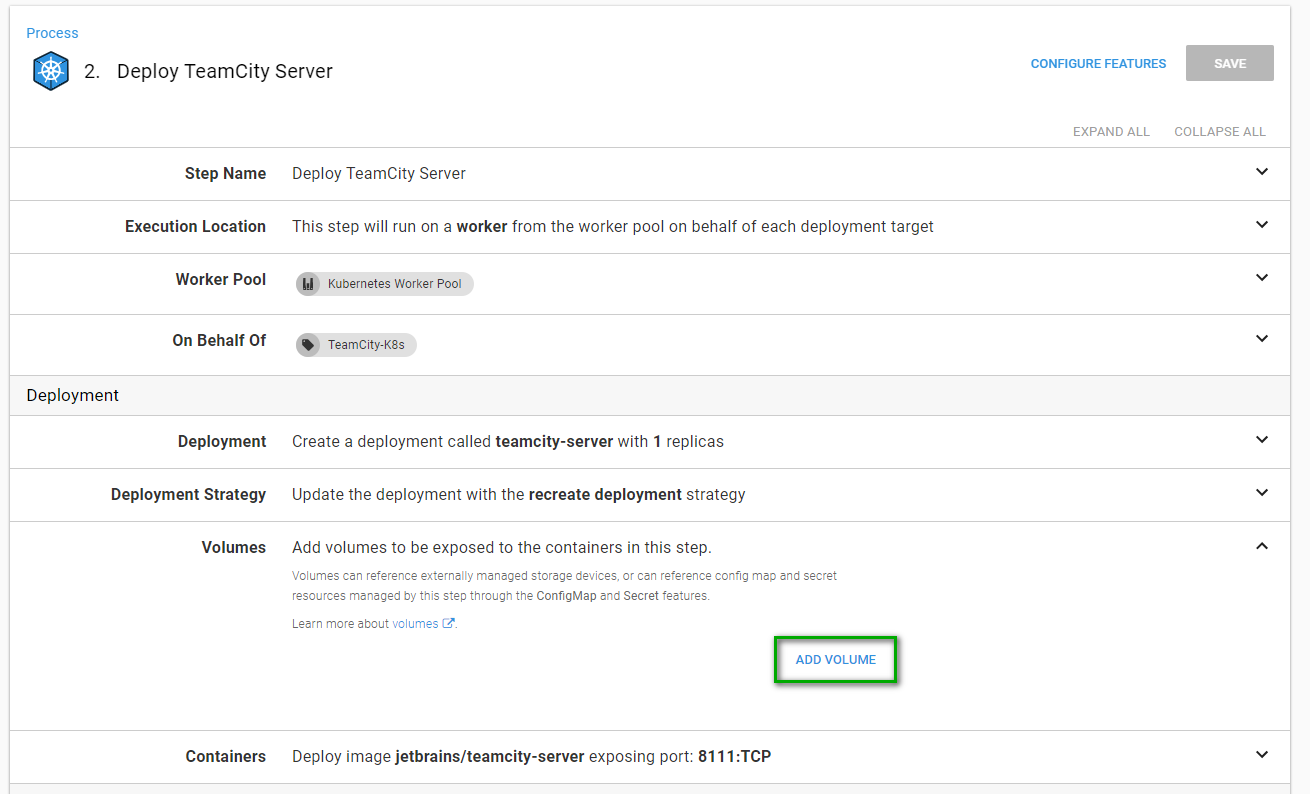 Process
2. Deploy TeamCity Server
CONFIGURE FEATURES
SAVE
EXPAND ALL COLLAPSE ALL
Step Name Deploy TeamCity Server
Execution Location This step will run on a worker from the worker pool on behalf of each deployment target
Worker Pool Kubernetes Worker Pool
On Behalf Of TeamCity-K8s
Deployment
Deployment Create a deployment called teamcity-server with 1 replicas
Deployment Strategy Update the deployment with the recreate deployment strategy
Volumes Add volumes to be exposed to the containers in this step.
Volumes can reference externally managed storage devices, or can reference config map and secret
resources managed by this step through the ConfigMap and Secret features.
Learn more about volumes.
ADD VOLUME
Containers Deploy image jetbrains/teamcity-server exposing port: 8111:TCP